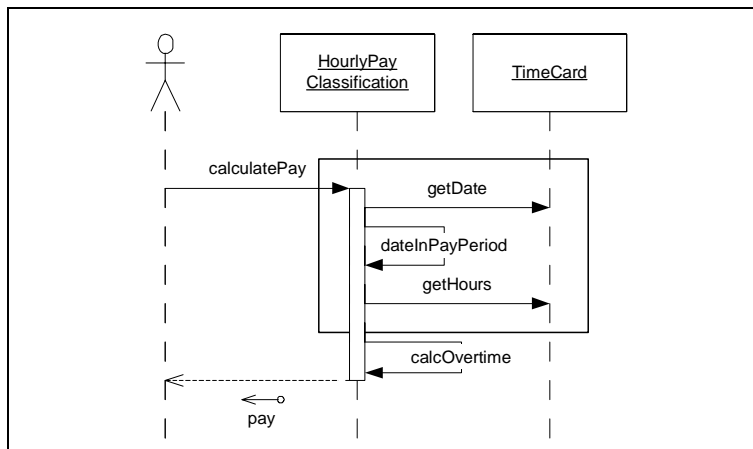 HourlyPay
Classification
TimeCard
calculatePay
getDate
dateInPayPeriod
getHours
calcOvertime
pay